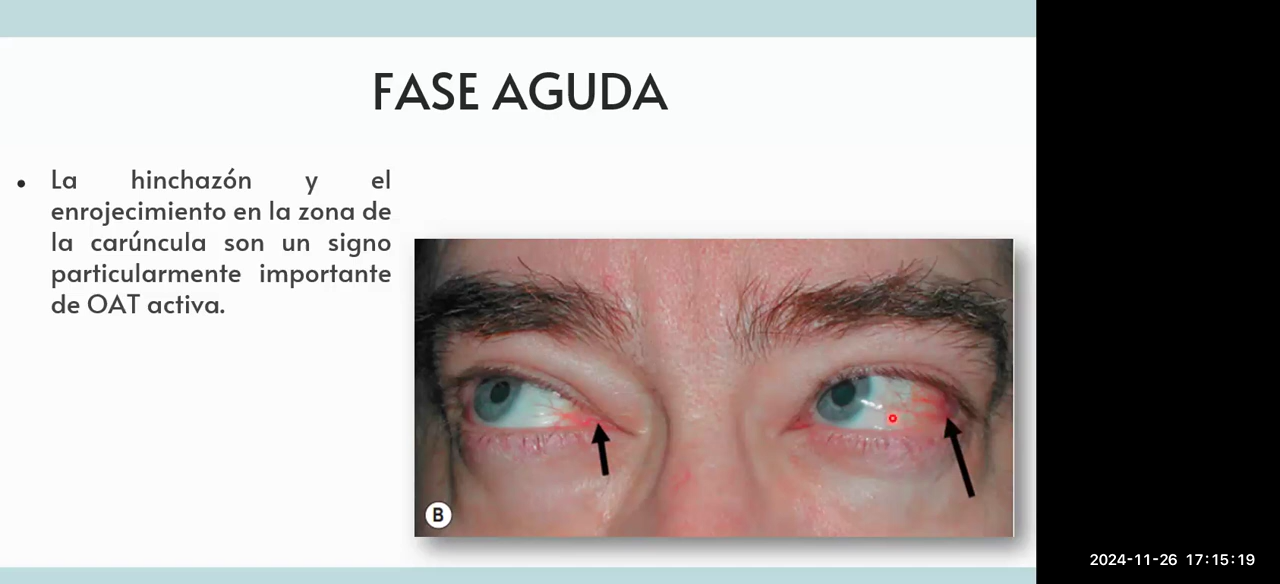 FASE AGUDA
• La hinchazón y el
enrojecimiento en la zona de
la carúncula son un signo
particularmente importante
de OAT activa.
B
2024-11-26 17:15:19